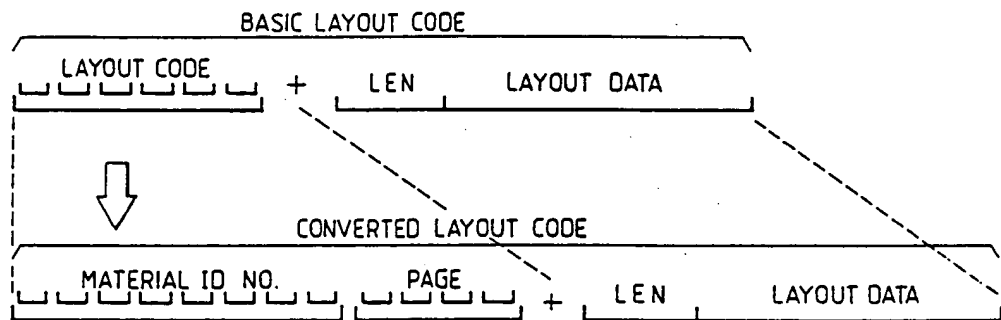 BASIC LAYOUT CODE
LAYOUT CODE + LEN LAYOUT DATA
CONVERTED LAYOUT CODE
MATERIAL ID NO. PAGE + LEN LAYOUT DATA